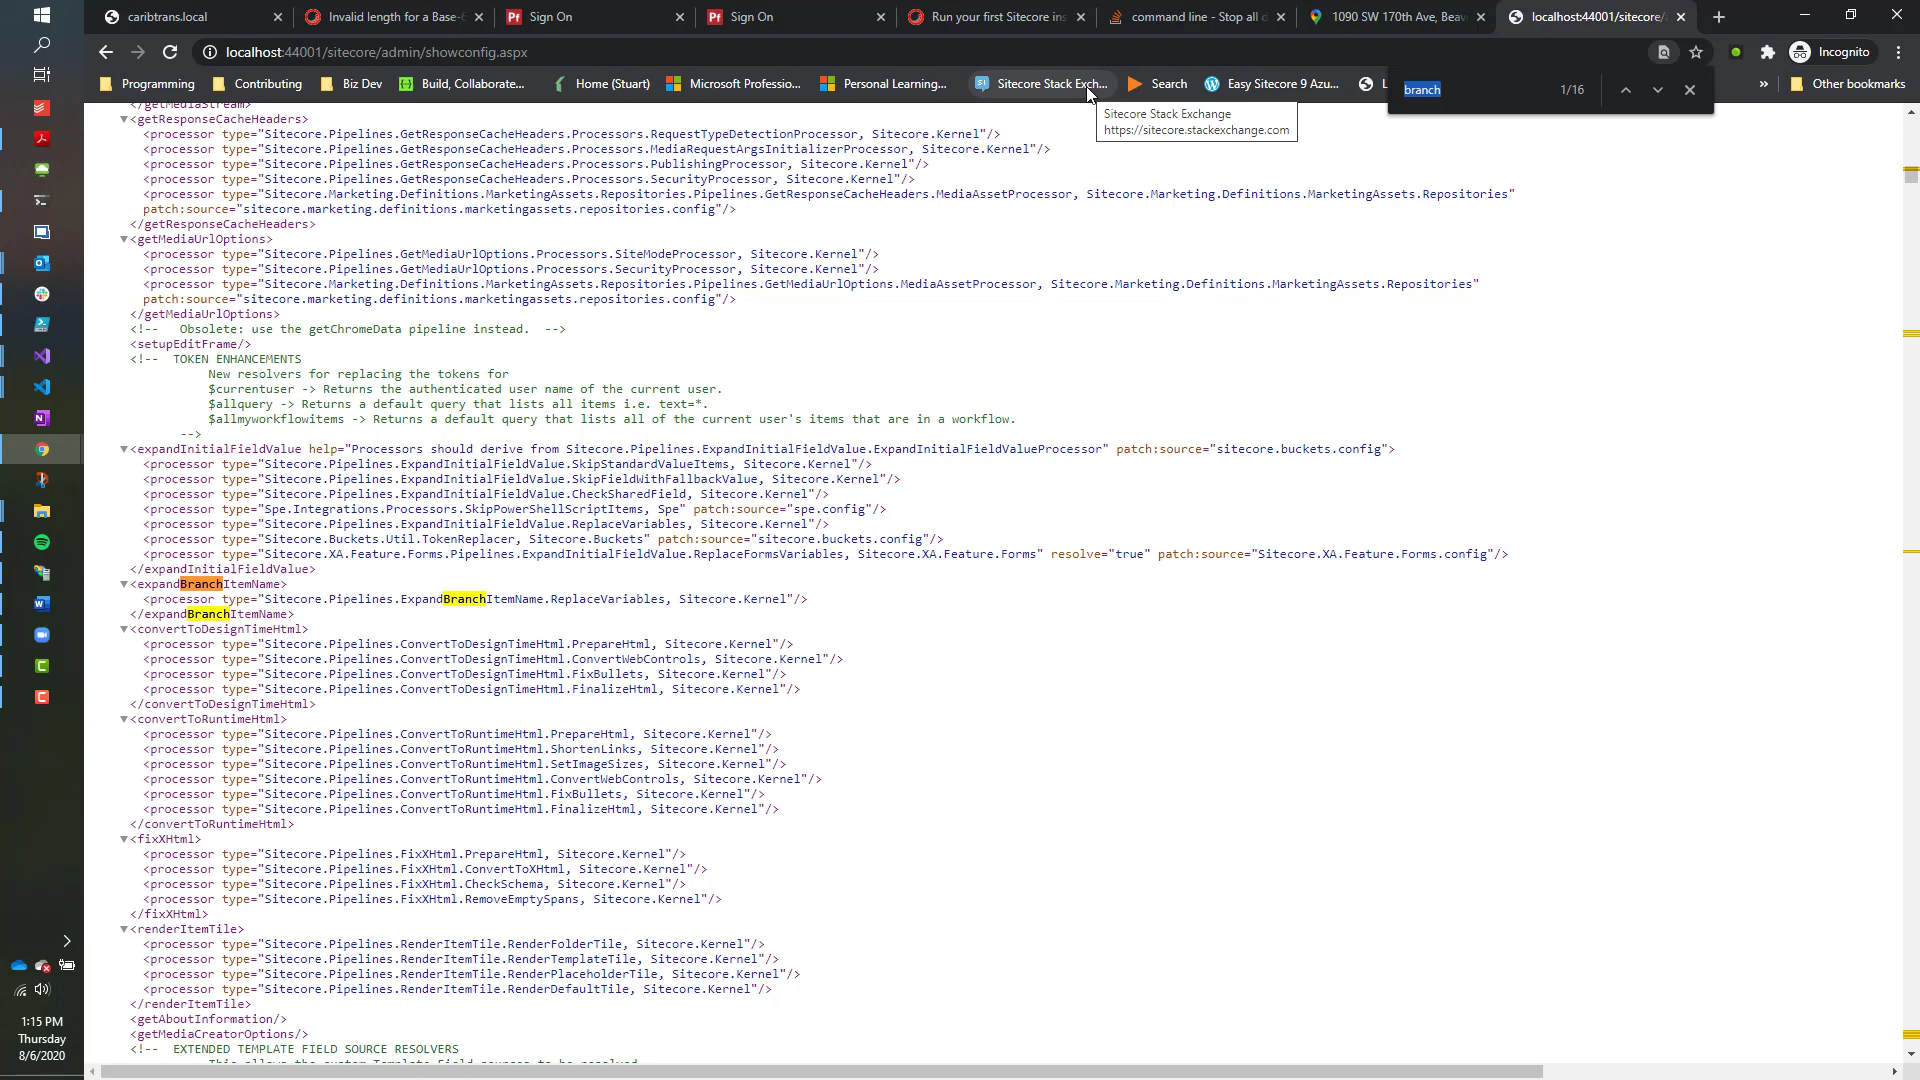 caribtrans.local
Invalid length for a Base-6
Sign On
Sign On
Run your first Sitecore ins
command line - Stop all d
1090 SW 170th Ave, Beav
localhost:44001/sitecore/a
localhost:44001/sitecore/admin/showconfig.aspx
Incognito
Programming
Contributing
Biz Dev
Build, Collaborate...
Home (Stuart)
Microsoft Professio...
Personal Learning...
Sitecore Stack Exch...
Search
Easy Sitecore 9 Azu...
L
Other bookmarks
branch
1/16
Sitecore Stack Exchange
https://sitecore.stackexchange.com
</getMediaStream>
<getResponseCacheHeaders>
<processor type="Sitecore.Pipelines.GetResponseCacheHeaders.Processors.RequestTypeDetectionProcessor, Sitecore.Kernel"/>
<processor type="Sitecore.Pipelines.GetResponseCacheHeaders.Processors.MediaRequestArgsInitializerProcessor, Sitecore.Kernel"/>
<processor type="Sitecore.Pipelines.GetResponseCacheHeaders.Processors.PublishingProcessor, Sitecore.Kernel"/>
<processor type="Sitecore.Pipelines.GetResponseCacheHeaders.Processors.SecurityProcessor, Sitecore.Kernel"/>
<processor type="Sitecore.Marketing.Definitions.MarketingAssets.Repositories.Pipelines.GetResponseCacheHeaders.MediaAssetProcessor, Sitecore.Marketing.Definitions.MarketingAssets.Repositories"
patch:source="sitecore.marketing.definitions.marketingassets.repositories.config"/>
</getResponseCacheHeaders>
<getMediaUrlOptions>
<processor type="Sitecore.Pipelines.GetMediaUrlOptions.Processors.SiteModeProcessor, Sitecore.Kernel"/>
<processor type="Sitecore.Pipelines.GetMediaUrlOptions.Processors.SecurityProcessor, Sitecore.Kernel"/>
<processor type="Sitecore.Marketing.Definitions.MarketingAssets.Repositories.Pipelines.GetMediaUrlOptions.MediaAssetProcessor, Sitecore.Marketing.Definitions.MarketingAssets.Repositories"
patch:source="sitecore.marketing.definitions.marketingassets.repositories.config"/>
</getMediaUrlOptions>
<!-- Obsolete: use the getChromeData pipeline instead. -->
<setupEditFrame/>
<!-- TOKEN ENHANCEMENTS
New resolvers for replacing the tokens for
$currentuser -> Returns the authenticated user name of the current user.
$allquery -> Returns a default query that lists all items i.e. text=*.
$allmyworkflowitems -> Returns a default query that lists all of the current user's items that are in a workflow.
-->
<expandInitialFieldValue help="Processors should derive from Sitecore.Pipelines.ExpandInitialFieldValue.ExpandInitialFieldValueProcessor" patch:source="sitecore.buckets.config">
<processor type="Sitecore.Pipelines.ExpandInitialFieldValue.SkipStandardValueItems, Sitecore.Kernel"/>
<processor type="Sitecore.Pipelines.ExpandInitialFieldValue.SkipFieldWithFallbackValue, Sitecore.Kernel"/>
<processor type="Sitecore.Pipelines.ExpandInitialFieldValue.CheckSharedField, Sitecore.Kernel"/>
<processor type="Spe.Integrations.Processors.SkipPowerShellScriptItems, Spe" patch:source="spe.config"/>
<processor type="Sitecore.Pipelines.ExpandInitialFieldValue.ReplaceVariables, Sitecore.Kernel"/>
<processor type="Sitecore.Buckets.Util.TokenReplacer, Sitecore.Buckets" patch:source="sitecore.buckets.config"/>
<processor type="Sitecore.XA.Feature.Forms.Pipelines.ExpandInitialFieldValue.ReplaceFormsVariables, Sitecore.XA.Feature.Forms" resolve="true" patch:source="Sitecore.XA.Feature.Forms.config"/>
</expandInitialFieldValue>
<expandBranchItemName>
<processor type="Sitecore.Pipelines.ExpandBranchItemName.ReplaceVariables, Sitecore.Kernel"/>
</expandBranchItemName>
<convertToDesignTimeHtml>
<processor type="Sitecore.Pipelines.ConvertToDesignTimeHtml.PrepareHtml, Sitecore.Kernel"/>
<processor type="Sitecore.Pipelines.ConvertToDesignTimeHtml.ConvertWebControls, Sitecore.Kernel"/>
<processor type="Sitecore.Pipelines.ConvertToDesignTimeHtml.FixBullets, Sitecore.Kernel"/>
<processor type="Sitecore.Pipelines.ConvertToDesignTimeHtml.FinalizeHtml, Sitecore.Kernel"/>
</convertToDesignTimeHtml>
<convertToRuntimeHtml>
<processor type="Sitecore.Pipelines.ConvertToRuntimeHtml.PrepareHtml, Sitecore.Kernel"/>
<processor type="Sitecore.Pipelines.ConvertToRuntimeHtml.ShortenLinks, Sitecore.Kernel"/>
<processor type="Sitecore.Pipelines.ConvertToRuntimeHtml.SetImageSizes, Sitecore.Kernel"/>
<processor type="Sitecore.Pipelines.ConvertToRuntimeHtml.ConvertWebControls, Sitecore.Kernel"/>
<processor type="Sitecore.Pipelines.ConvertToRuntimeHtml.FixBullets, Sitecore.Kernel"/>
<processor type="Sitecore.Pipelines.ConvertToRuntimeHtml.FinalizeHtml, Sitecore.Kernel"/>
</convertToRuntimeHtml>
<fixXHtml>
<processor type="Sitecore.Pipelines.FixXHtml.PrepareHtml, Sitecore.Kernel"/>
<processor type="Sitecore.Pipelines.FixXHtml.ConvertToXHtml, Sitecore.Kernel"/>
<processor type="Sitecore.Pipelines.FixXHtml.CheckSchema, Sitecore.Kernel"/>
<processor type="Sitecore.Pipelines.FixXHtml.RemoveEmptySpans, Sitecore.Kernel"/>
</fixXHtml>
<renderItemTile>
<processor type="Sitecore.Pipelines.RenderItemTile.RenderFolderTile, Sitecore.Kernel"/>
<processor type="Sitecore.Pipelines.RenderItemTile.RenderTemplateTile, Sitecore.Kernel"/>
<processor type="Sitecore.Pipelines.RenderItemTile.RenderPlaceholderTile, Sitecore.Kernel"/>
<processor type="Sitecore.Pipelines.RenderItemTile.RenderDefaultTile, Sitecore.Kernel"/>
</renderItemTile>
<getAboutInformation/>
<getMediaCreatorOptions/>
<!-- EXTENDED TEMPLATE FIELD SOURCE RESOLVERS
1:15 PM
Thursday
8/6/2020